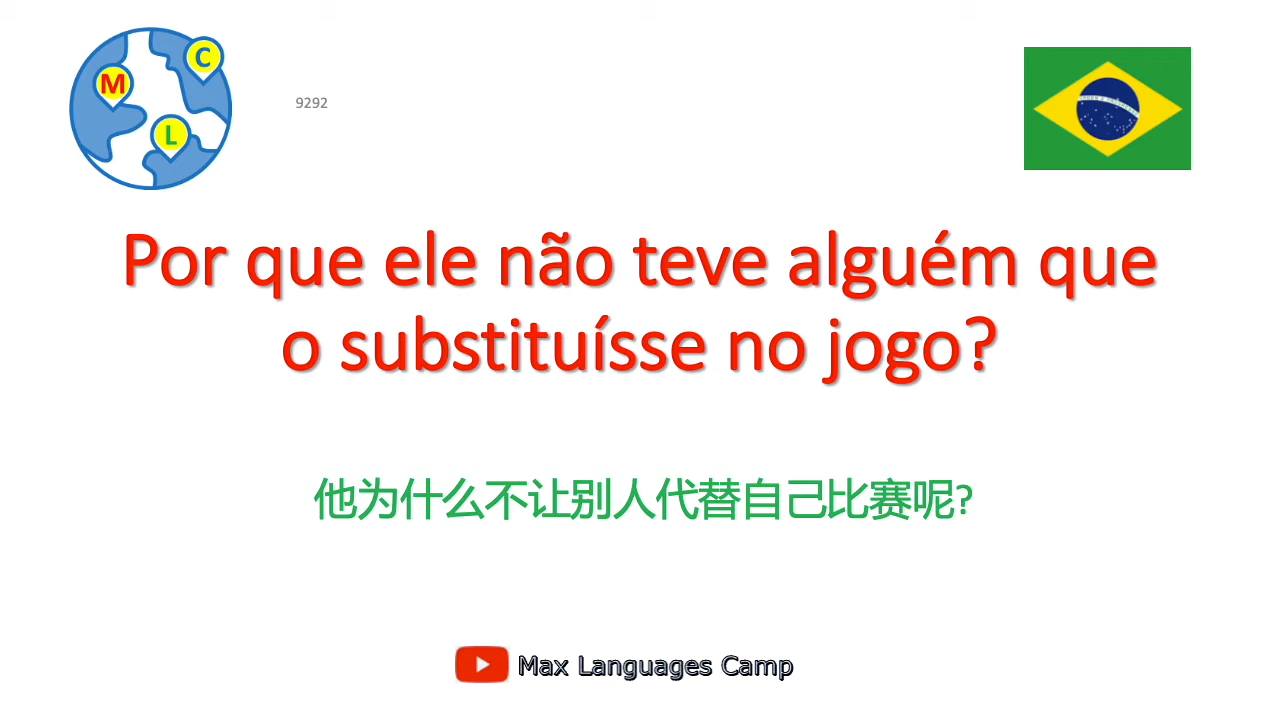 M
C
L
9292
Por que ele não teve alguém que
o substituísse no jogo?
他为什么不让别人代替自己比赛呢?
Max Languages Camp